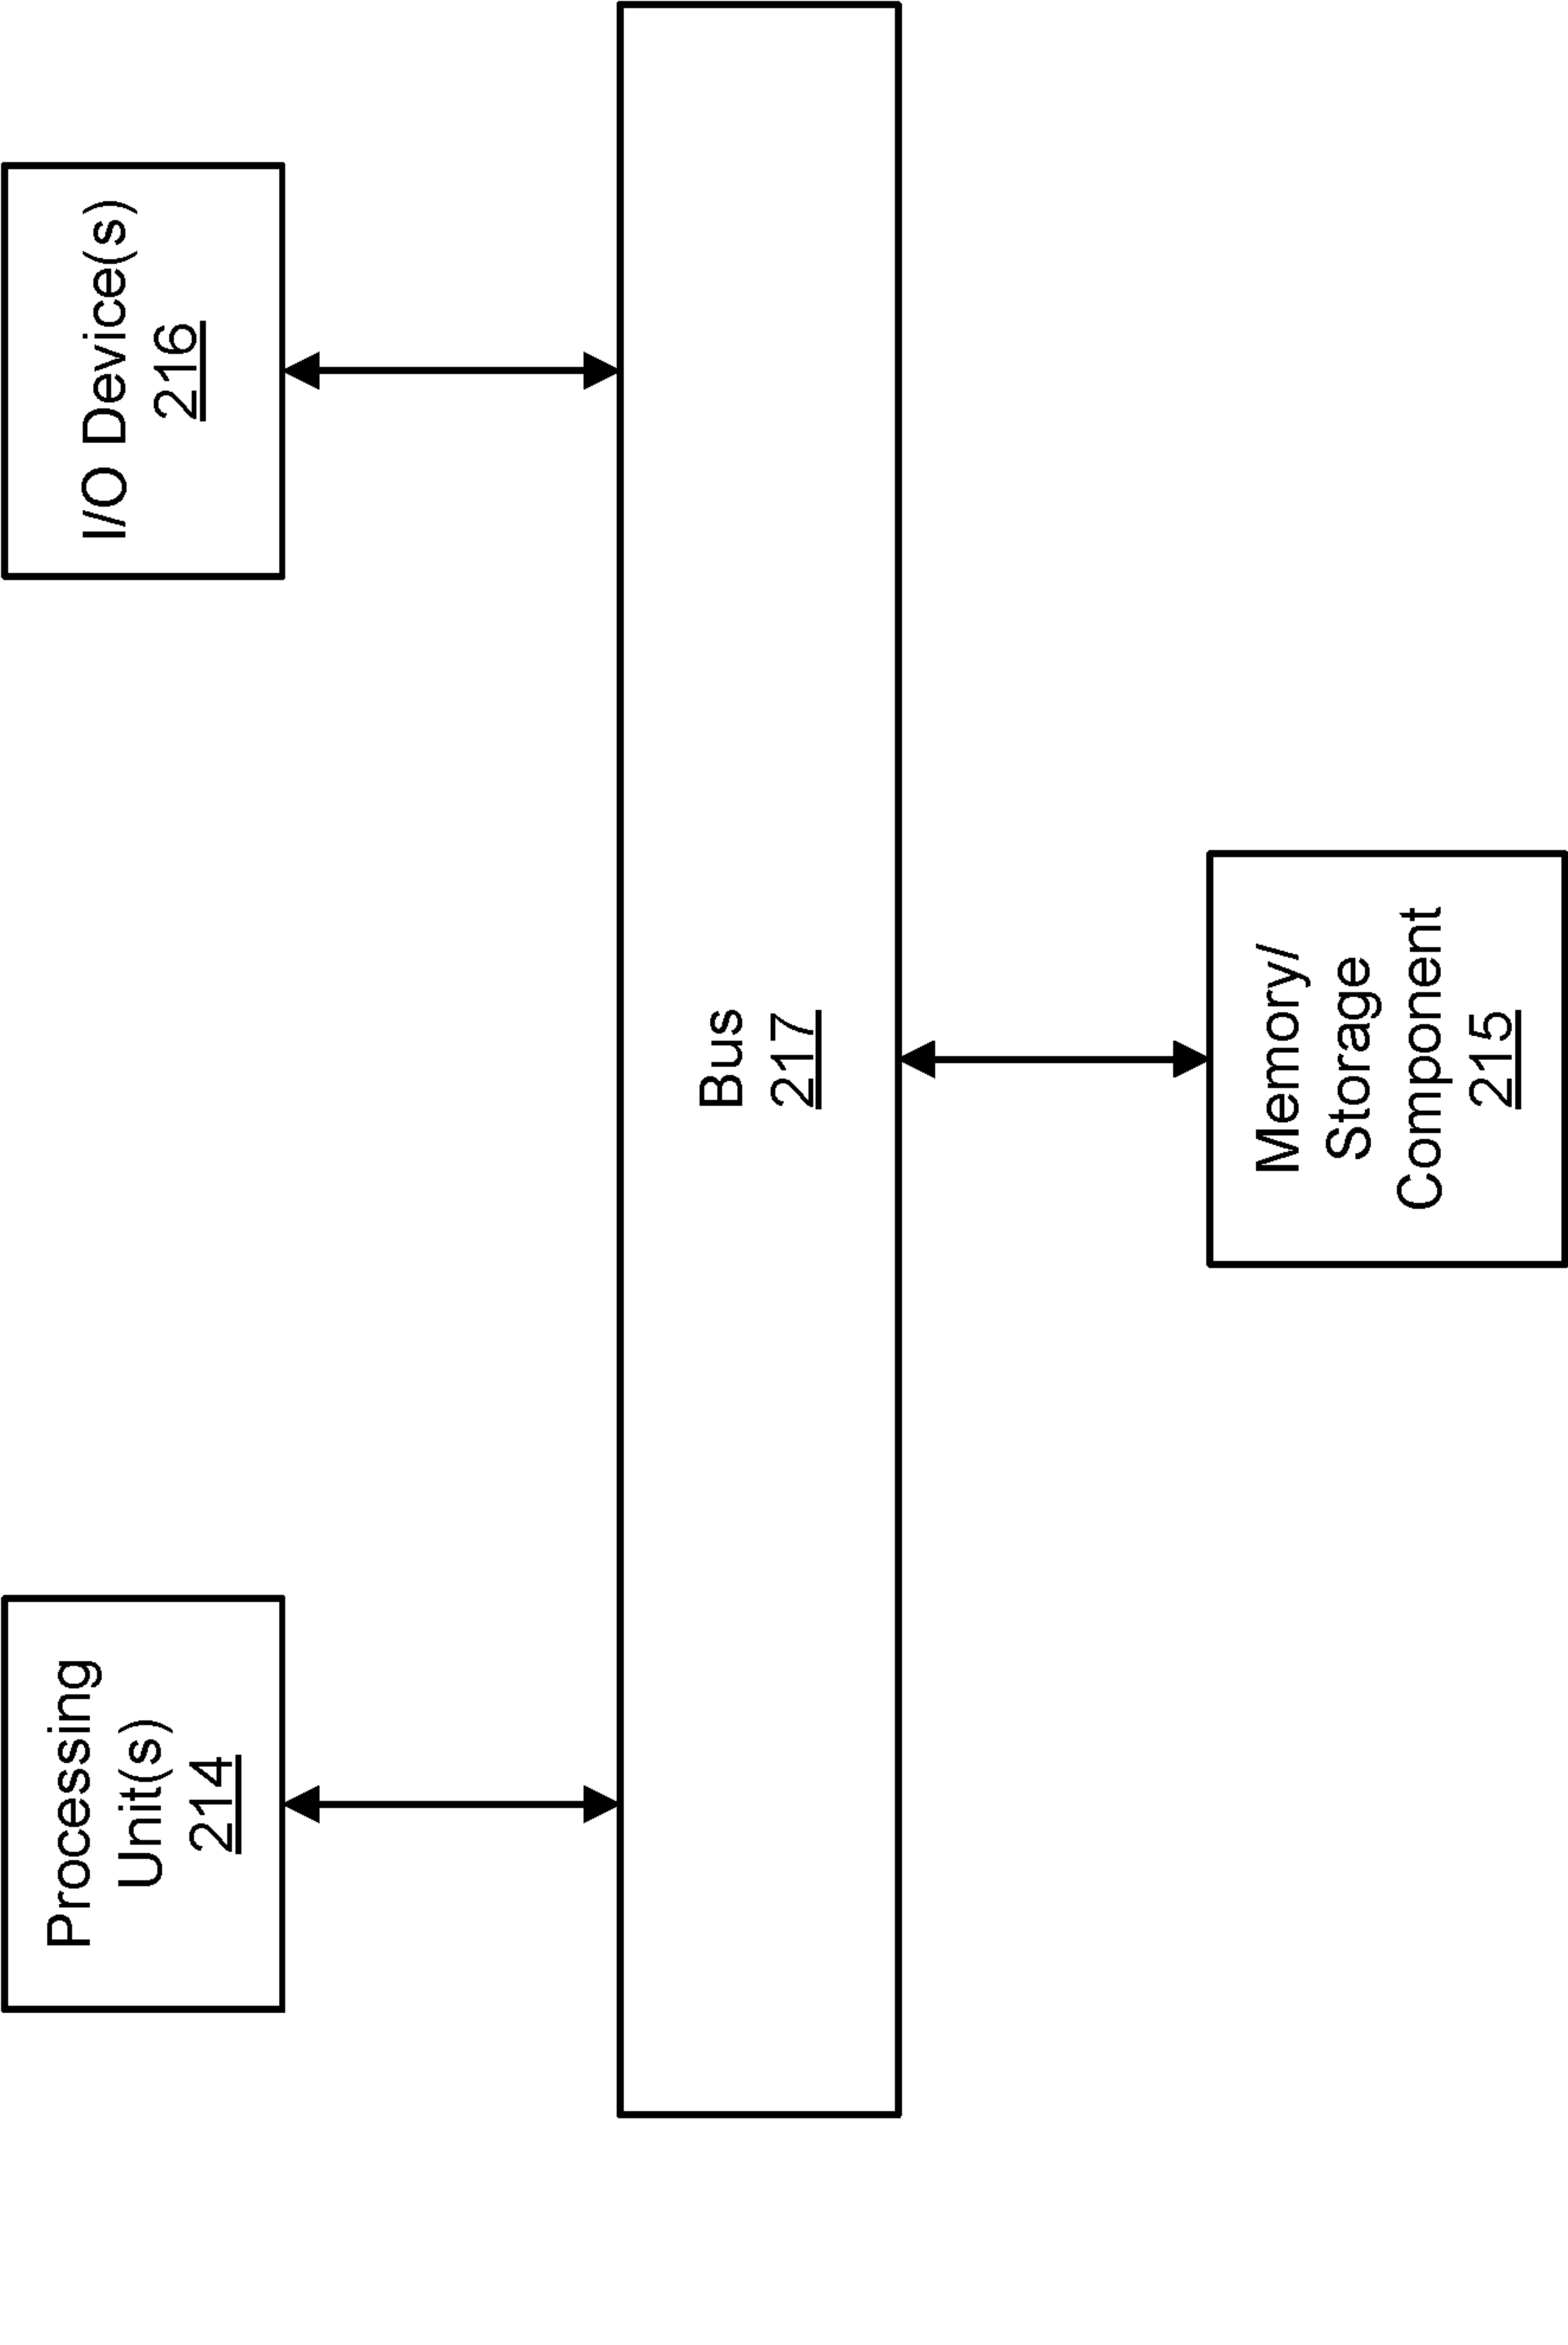 Processing
Unit(s)
214
I/O Device(s)
216
Bus
217
Memory/
Storage
Component
215